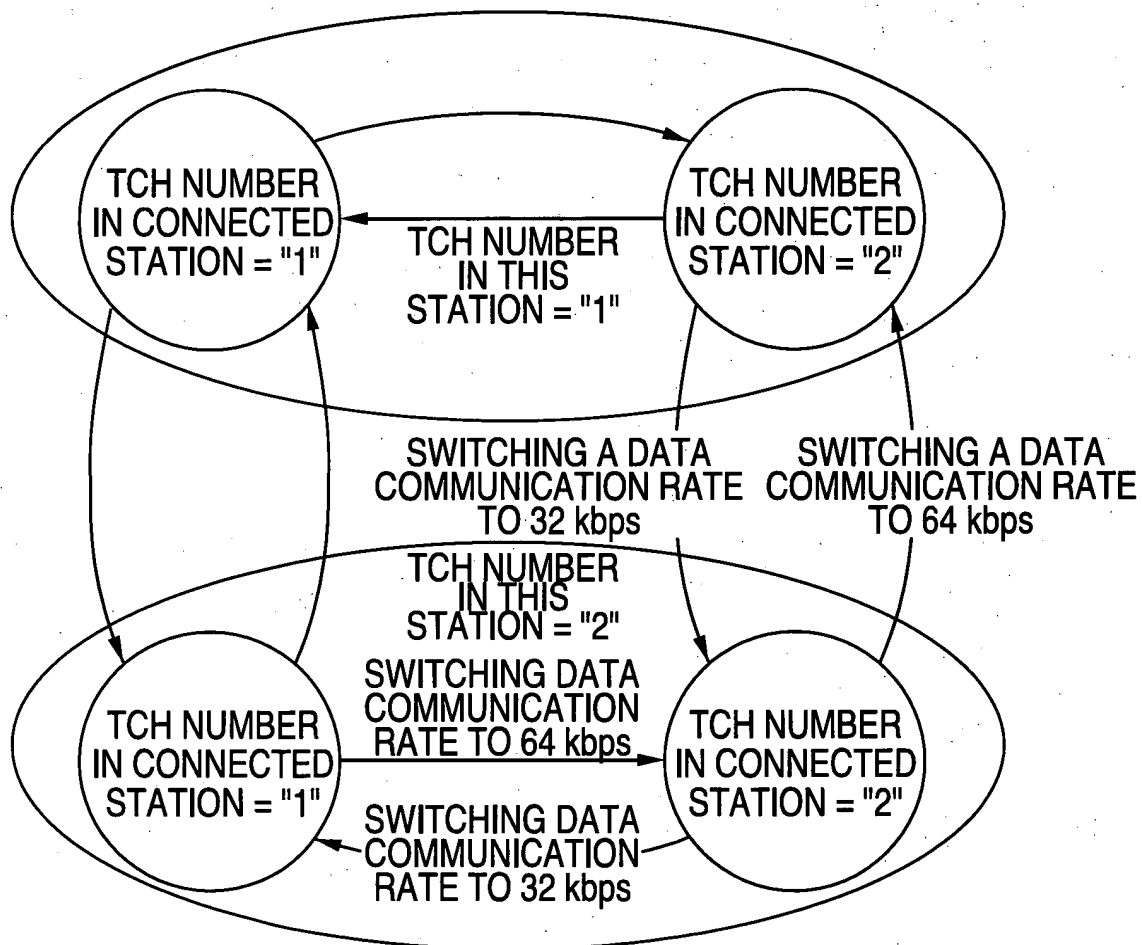 TCH NUMBER
IN CONNECTED
STATION = "1"
TCH NUMBER
IN CONNECTED
STATION = "2"
TCH NUMBER
IN THIS
STATION = "1"
SWITCHING A DATA
COMMUNICATION RATE
TO 32 kbps
SWITCHING A DATA
COMMUNICATION RATE
TO 64 kbps
TCH NUMBER
IN THIS
STATION = "2"
TCH NUMBER
IN CONNECTED
STATION = "1"
SWITCHING DATA
COMMUNICATION
RATE TO 64 kbps
TCH NUMBER
IN CONNECTED
STATION = "2"
SWITCHING DATA
COMMUNICATION
RATE TO 32 kbps